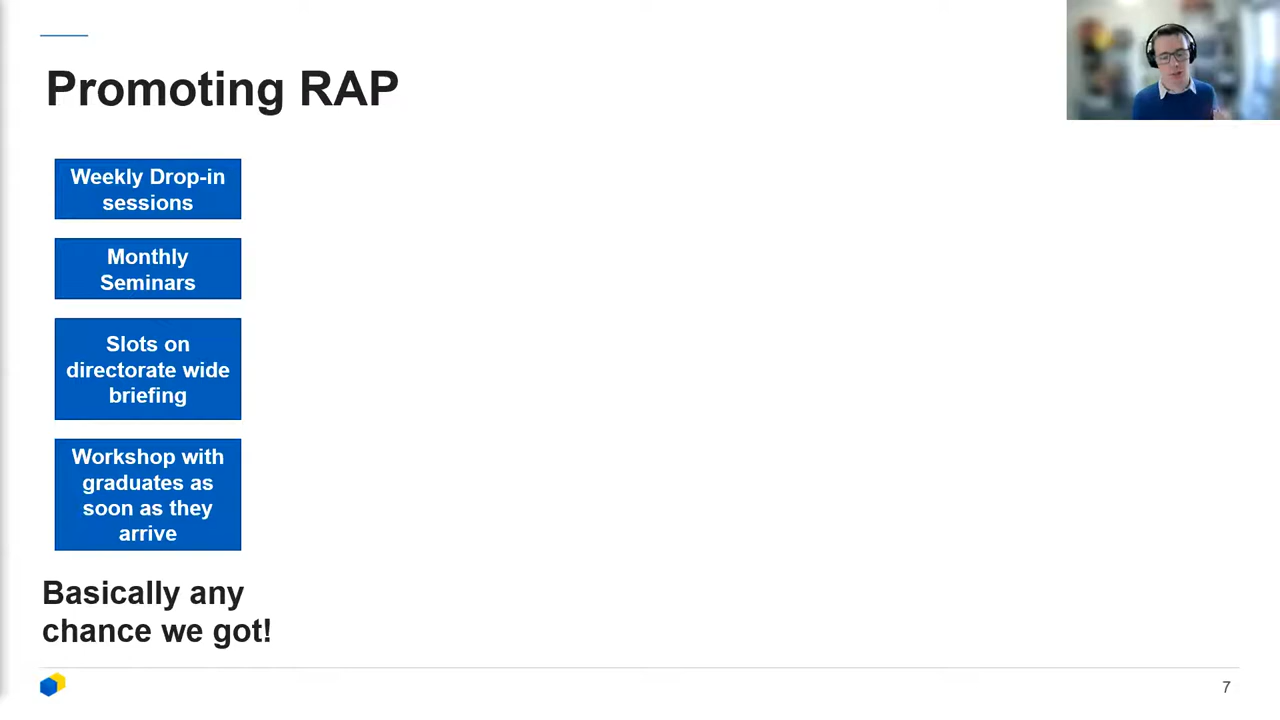 Promoting RAP
Weekly Drop-in
sessions
Monthly
Seminars
Slots on
directorate wide
briefing
Workshop with
graduates as
soon as they
arrive
Basically any
chance we got!
7